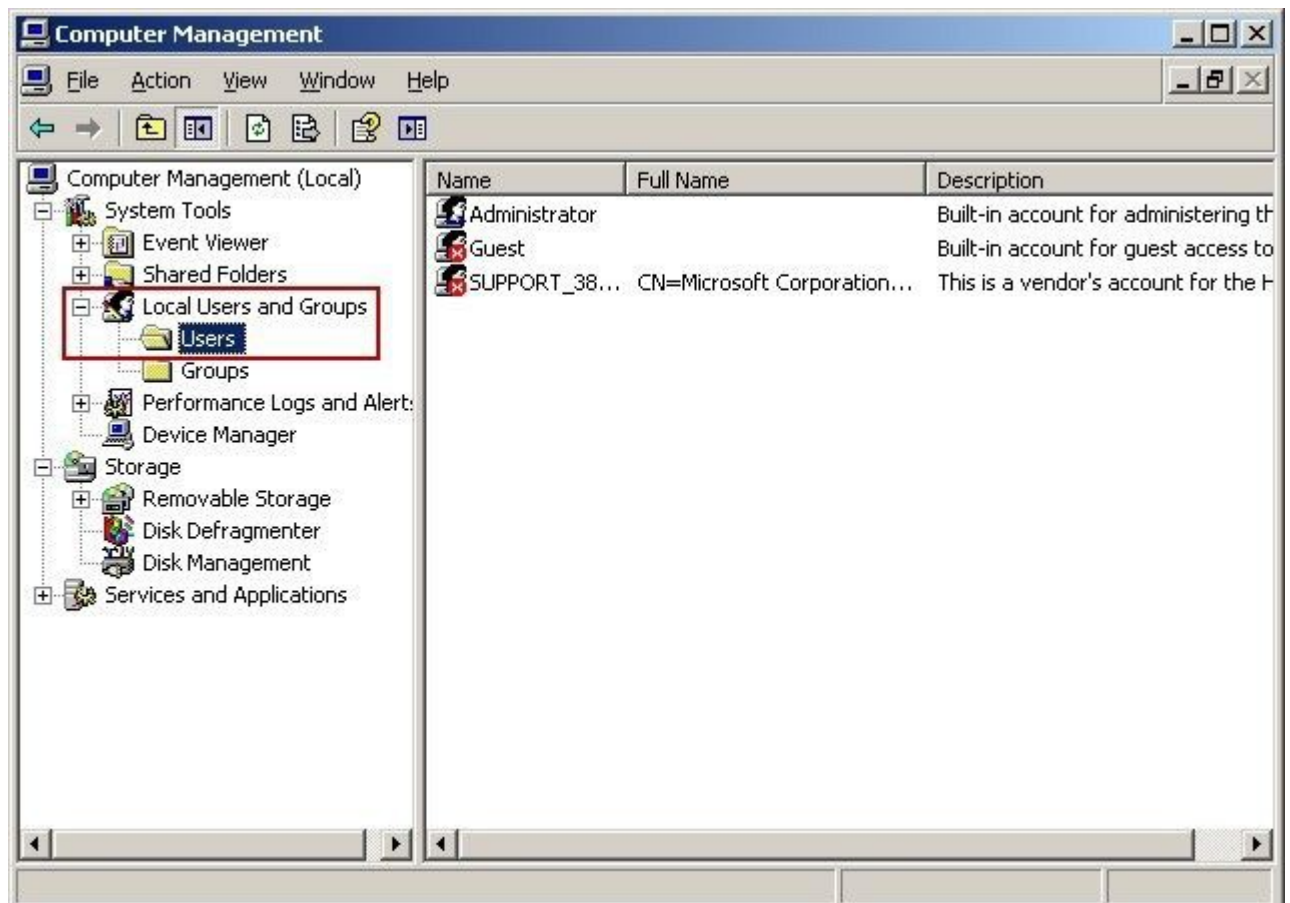 Computer Management
File Action View Window Help
Computer Management (Local)
System Tools
Event Viewer
Shared Folders
Local Users and Groups
Users
Groups
Performance Logs and Alerts
Device Manager
Storage
Removable Storage
Disk Defragmenter
Disk Management
Services and Applications
Name Full Name Description
Administrator Built-in account for administering th
Guest Built-in account for guest access to
SUPPORT_38... CN=Microsoft Corporation... This is a vendor's account for the H